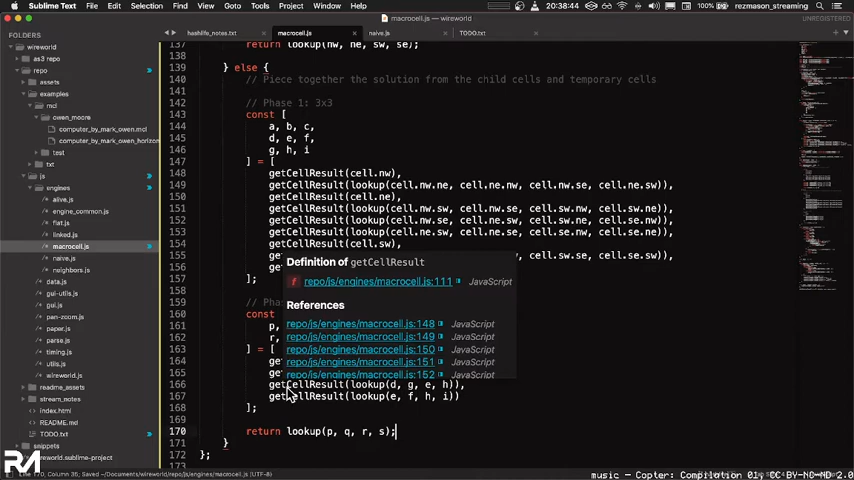 Sublime Text File Edit Selection Find View Goto Tools Project Window Help
100% 20:38:44 rezmason_streaming
macrocell.js — wireworld
UNREGISTERED
FOLDERS
wireworld
as3 repo
repo
assets
examples
mcl
owen_moore
computer_by_mark_owen.mcl
computer_by_mark_owen_horizon
test
txt
js
engines
alive.js
engine_common.js
flat.js
linked.js
macrocell.js
naive.js
neighbors.js
data.js
gui-utils.js
gui.js
pan-zoom.js
paper.js
parse.js
timing.js
utils.js
wireworld.js
readme_assets
stream_notes
index.html
README.md
TODO.txt
snippets
wireworld.sublime-project
hashlife_notes.txt
macrocell.js
naive.js
TODO.txt
137 return lookup(nw, ne, sw, se);
138
139 } else {
140 // Piece together the solution from the child cells and temporary cells
141
142 // Phase 1: 3x3
143 const [
144 a, b, c,
145 d, e, f,
146 g, h, i
147 ] = [
148 getCellResult(cell.nw),
149 getCellResult(lookup(cell.nw.ne, cell.ne.nw, cell.nw.se, cell.ne.sw)),
150 getCellResult(cell.ne),
151 getCellResult(lookup(cell.nw.sw, cell.nw.se, cell.sw.nw, cell.sw.ne)),
152 getCellResult(lookup(cell.nw.se, cell.ne.sw, cell.sw.ne, cell.se.nw)),
153 getCellResult(lookup(cell.ne.sw, cell.ne.se, cell.se.nw, cell.se.ne)),
154 getCellResult(cell.sw),
155 ge cell.sw.se, cell.se.sw)),
156 ge
157 ];
158
159 // Pha
160 const
161 p,
162 r,
163 ] = [
164 get
165 get
166 getCellResult(lookup(d, g, e, h)),
167 getCellResult(lookup(e, f, h, i))
168 ];
169
170 return lookup(p, q, r, s);
171 }
172 };
173
Definition of getCellResult
f repo/js/engines/macrocell.js:111 JavaScript
References
repo/js/engines/macrocell.js:148 JavaScript
repo/js/engines/macrocell.js:149 JavaScript
repo/js/engines/macrocell.js:150 JavaScript
repo/js/engines/macrocell.js:151 JavaScript
repo/js/engines/macrocell.js:152 JavaScript
RM
Line 170, Column 35; Saved ~/Documents/wireworld/repo/js/engines/macrocell.js (UTF-8)
music - Copter: Compilation 01, CC BY-NC-ND 2.0